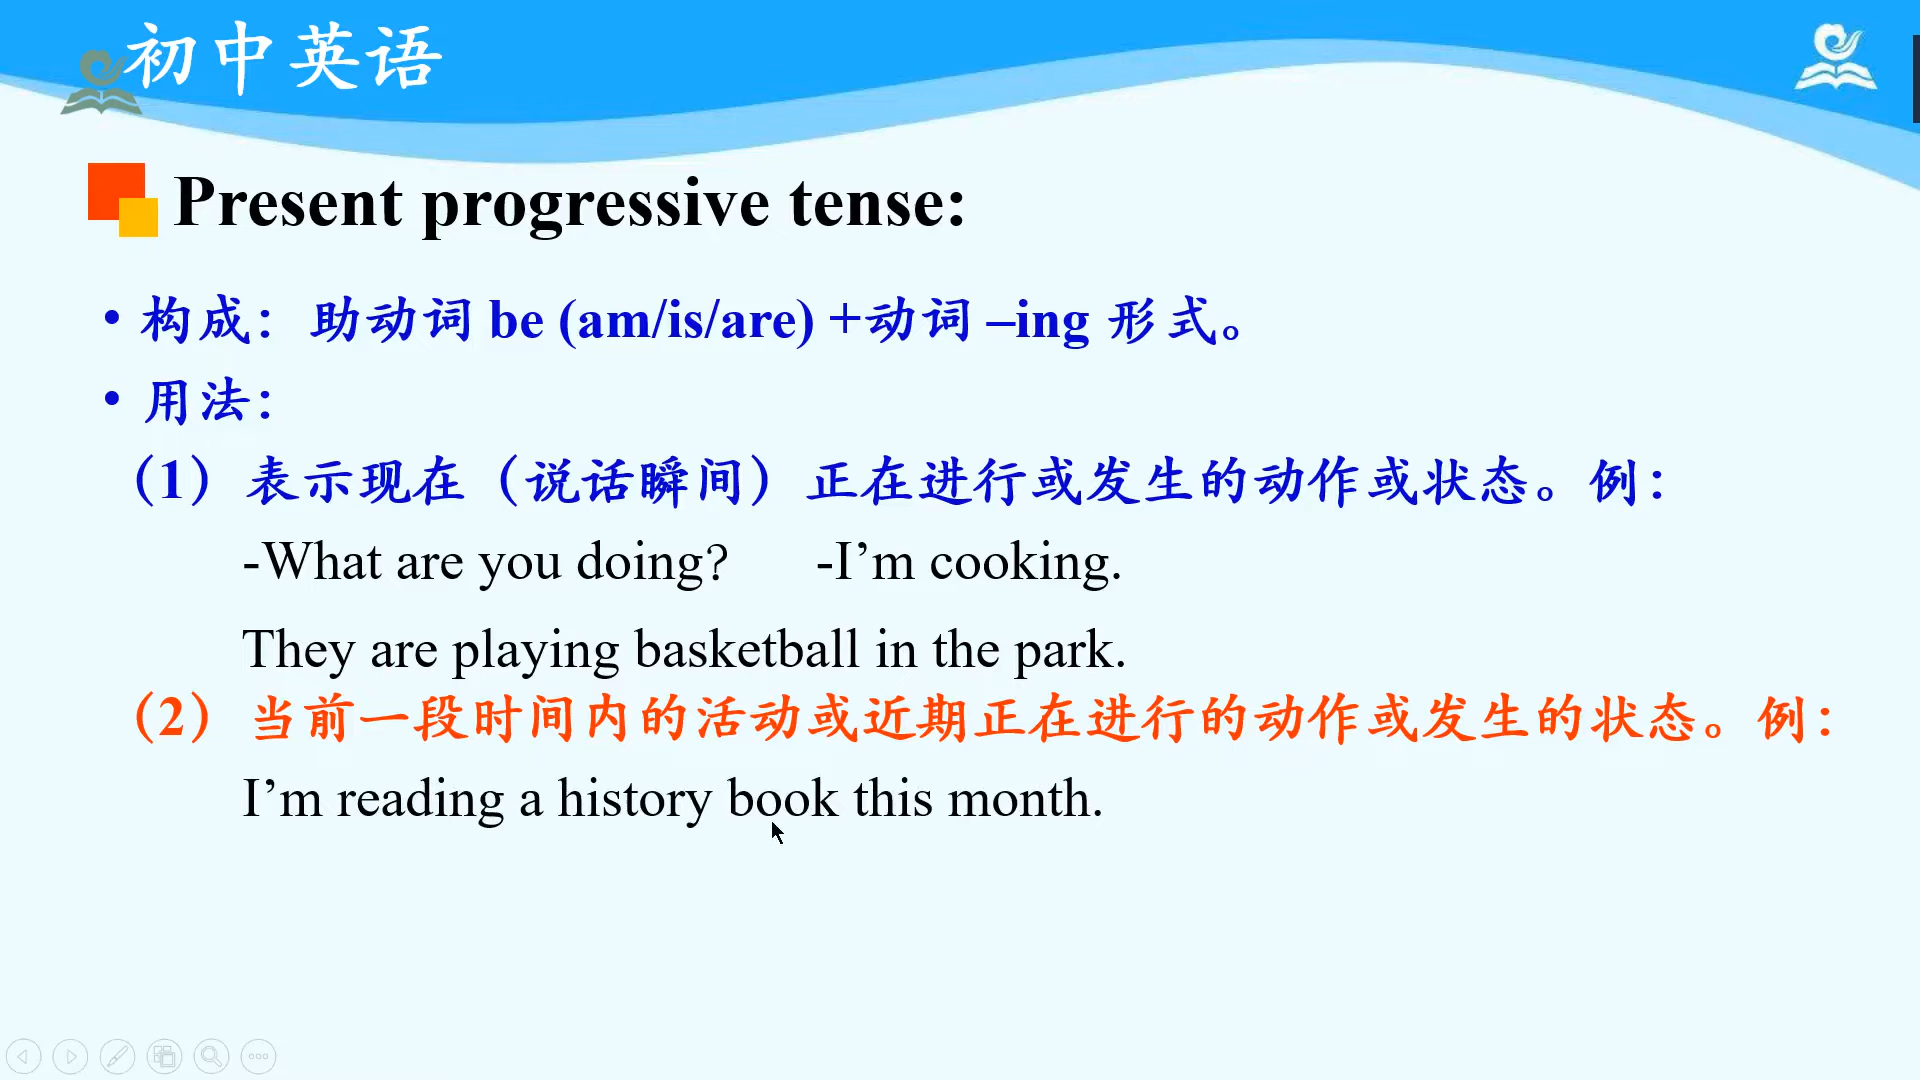 初中英语
Present progressive tense:
• 构成：助动词 be (am/is/are) +动词 –ing 形式。
• 用法：
（1）表示现在（说话瞬间）正在进行或发生的动作或状态。例：
-What are you doing? -I’m cooking.
They are playing basketball in the park.
（2）当前一段时间内的活动或近期正在进行的动作或发生的状态。例：
I’m reading a history book this month.